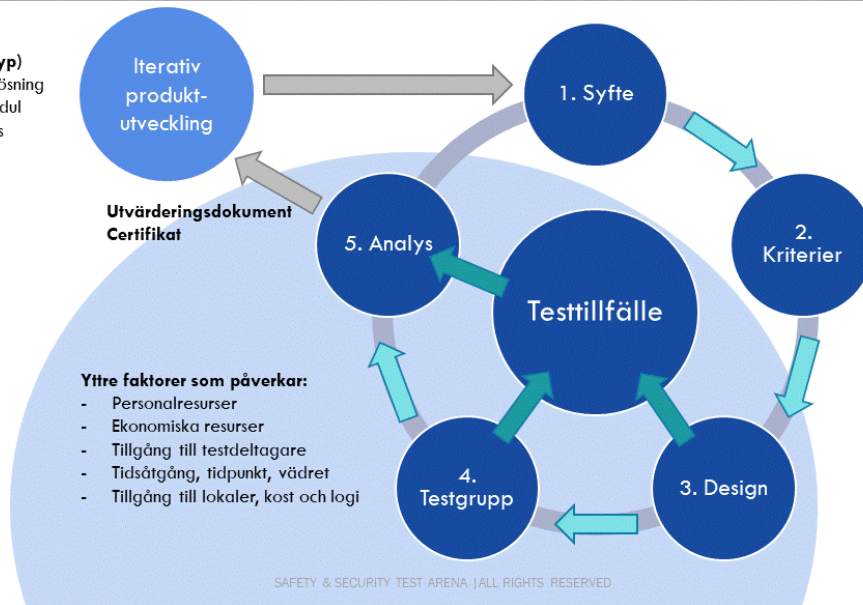 yp)
ösning
dul
s
Iterativ
produkt-
utveckling
1. Syfte
Utvärderingsdokument
Certifikat
5. Analys
2.
Kriterier
Testtillfälle
Yttre faktorer som påverkar:
- Personalresurser
- Ekonomiska resurser
- Tillgång till testdeltagare
- Tidsåtgång, tidpunkt, vädret
- Tillgång till lokaler, kost och logi
4.
Testgrupp
3. Design
SAFETY & SECURITY TEST ARENA |ALL RIGHTS RESERVED